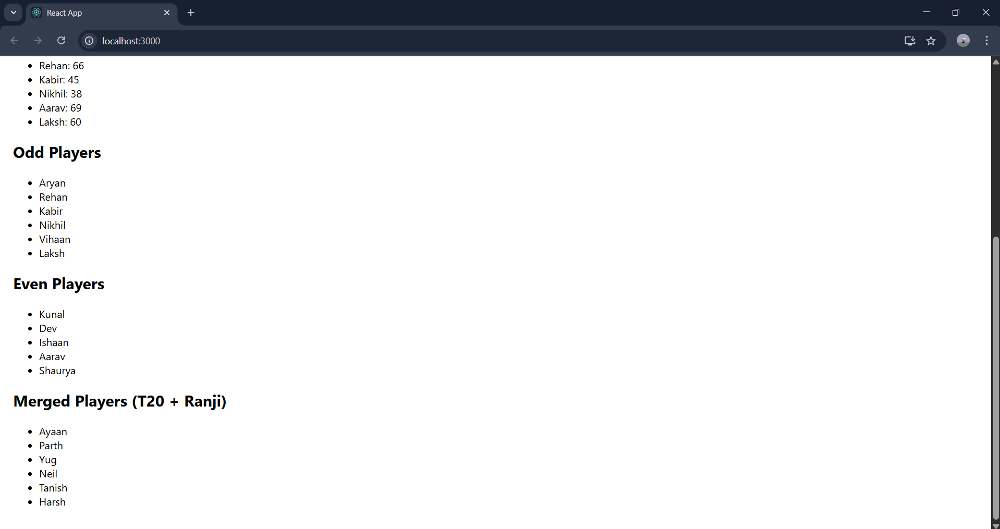 React App
localhost:3000
Rehan: 66
Kabir: 45
Nikhil: 38
Aarav: 69
Laksh: 60
Odd Players
Aryan
Rehan
Kabir
Nikhil
Vihaan
Laksh
Even Players
Kunal
Dev
Ishaan
Aarav
Shaurya
Merged Players (T20 + Ranji)
Ayaan
Parth
Yug
Neil
Tanish
Harsh